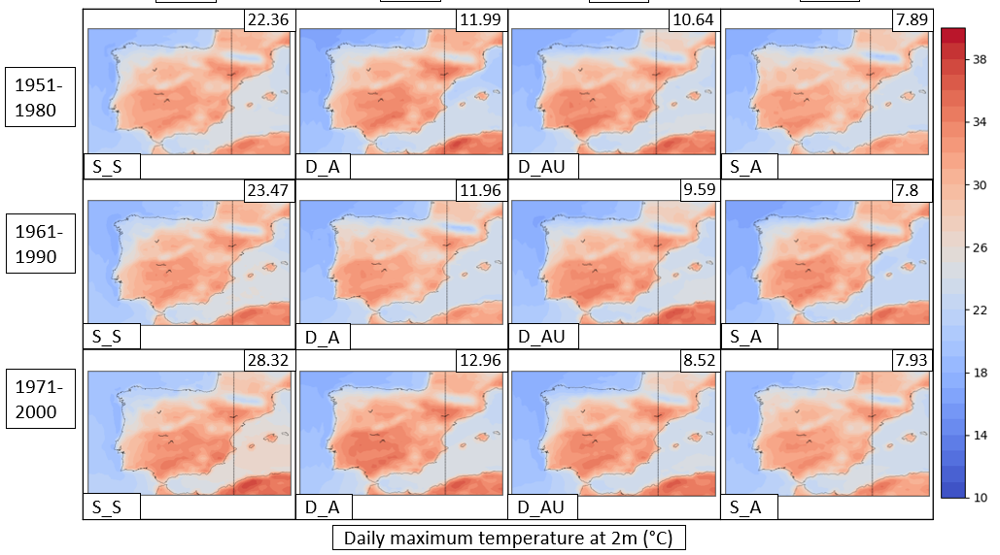 22.36 11.99 10.64 7.89
1951-
1980
S_S D_A D_AU S_A
23.47 11.96 9.59 7.8
1961-
1990
S_S D_A D_AU S_A
28.32 12.96 8.52 7.93
1971-
2000
S_S D_A D_AU S_A
38
34
30
26
22
18
14
10
Daily maximum temperature at 2m (°C)